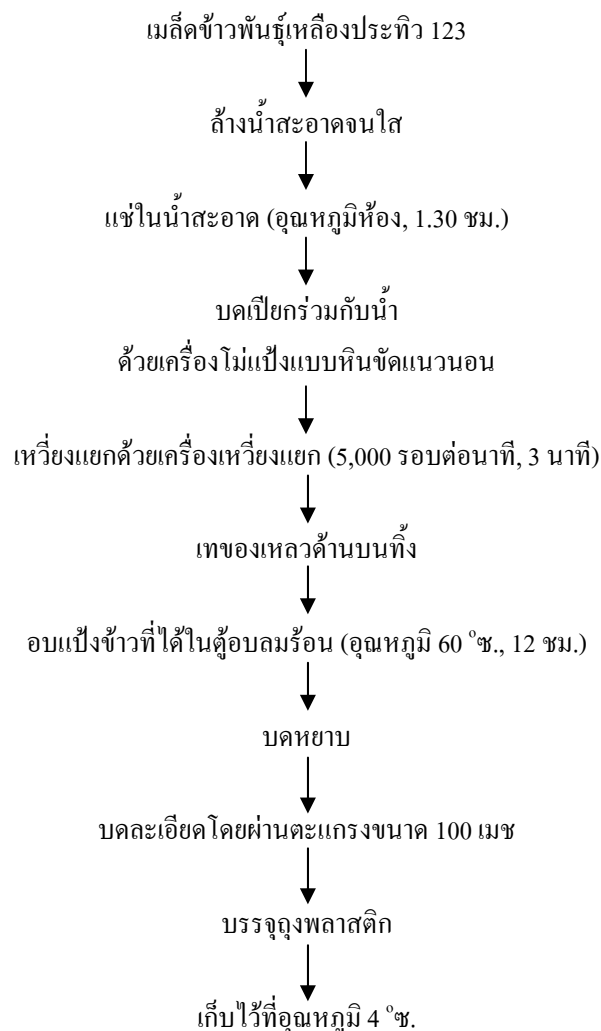 เมล็ดข้าวพันธุ์เหลืองประทิว 123
ล้างน้ำสะอาดจนใส
แช่ในน้ำสะอาด (อุณหภูมิห้อง, 1.30 ชม.)
บดเปียกร่วมกับน้ำ
ด้วยเครื่องโม่แป้งแบบหินขัดแนวนอน
เหวี่ยงแยกด้วยเครื่องเหวี่ยงแยก (5,000 รอบต่อนาที, 3 นาที)
เทของเหลวด้านบนทิ้ง
อบแป้งข้าวที่ได้ในตู้อบลมร้อน (อุณหภูมิ 60 °ซ., 12 ชม.)
บดหยาบ
บดละเอียดโดยผ่านตะแกรงขนาด 100 เมช
บรรจุถุงพลาสติก
เก็บไว้ที่อุณหภูมิ 4 °ซ.